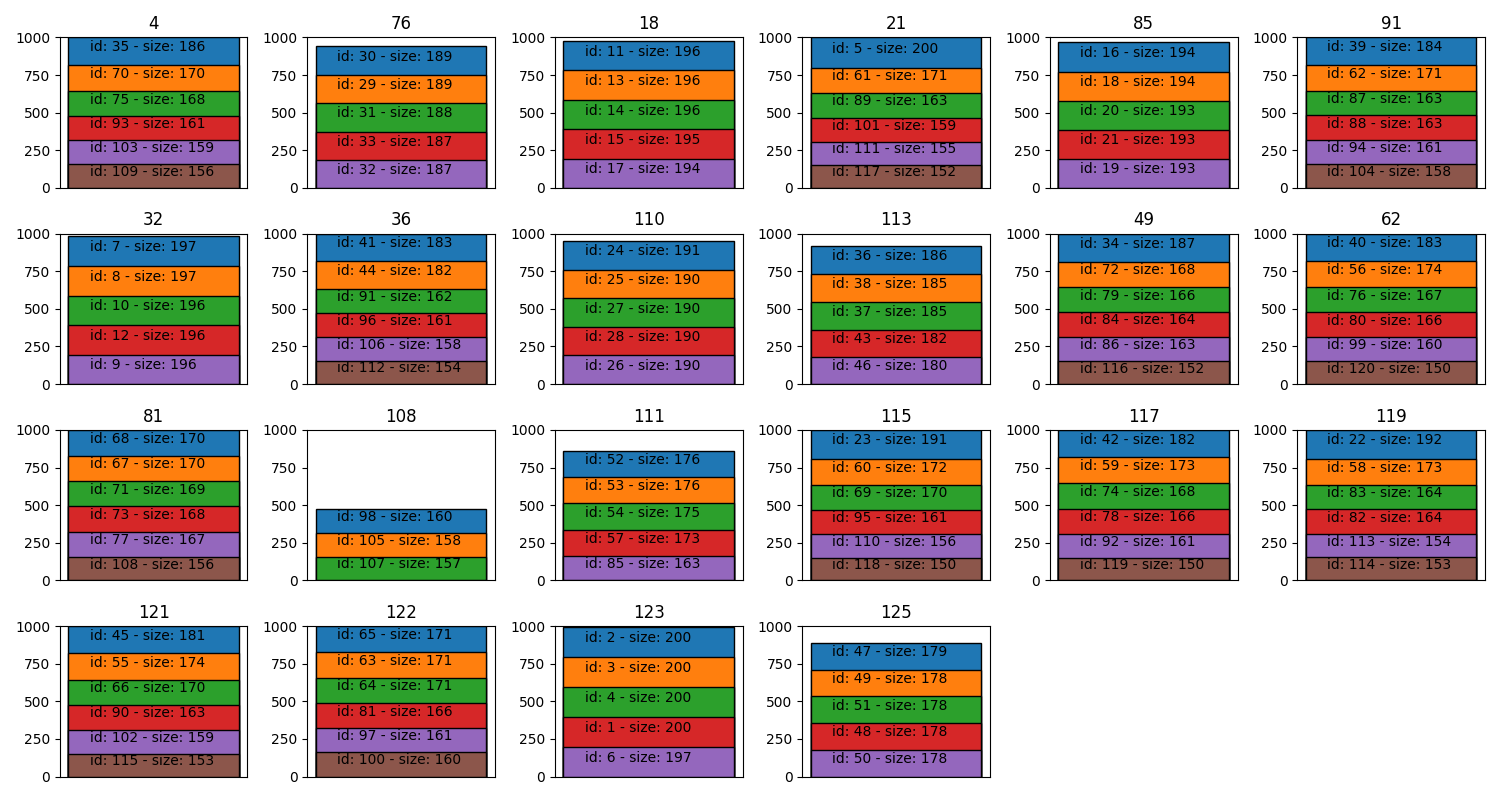 4
1000
750
500
250
0
id: 35 - size: 186
id: 70 - size: 170
id: 75 - size: 168
id: 93 - size: 161
id: 103 - size: 159
id: 109 - size: 156
76
1000
750
500
250
0
id: 30 - size: 189
id: 29 - size: 189
id: 31 - size: 188
id: 33 - size: 187
id: 32 - size: 187
18
1000
750
500
250
0
id: 11 - size: 196
id: 13 - size: 196
id: 14 - size: 196
id: 15 - size: 195
id: 17 - size: 194
21
1000
750
500
250
0
id: 5 - size: 200
id: 61 - size: 171
id: 89 - size: 163
id: 101 - size: 159
id: 111 - size: 155
id: 117 - size: 152
85
1000
750
500
250
0
id: 16 - size: 194
id: 18 - size: 194
id: 20 - size: 193
id: 21 - size: 193
id: 19 - size: 193
91
1000
750
500
250
0
id: 39 - size: 184
id: 62 - size: 171
id: 87 - size: 163
id: 88 - size: 163
id: 94 - size: 161
id: 104 - size: 158
32
1000
750
500
250
0
id: 7 - size: 197
id: 8 - size: 197
id: 10 - size: 196
id: 12 - size: 196
id: 9 - size: 196
36
1000
750
500
250
0
id: 41 - size: 183
id: 44 - size: 182
id: 91 - size: 162
id: 96 - size: 161
id: 106 - size: 158
id: 112 - size: 154
110
1000
750
500
250
0
id: 24 - size: 191
id: 25 - size: 190
id: 27 - size: 190
id: 28 - size: 190
id: 26 - size: 190
113
1000
750
500
250
0
id: 36 - size: 186
id: 38 - size: 185
id: 37 - size: 185
id: 43 - size: 182
id: 46 - size: 180
49
1000
750
500
250
0
id: 34 - size: 187
id: 72 - size: 168
id: 79 - size: 166
id: 84 - size: 164
id: 86 - size: 163
id: 116 - size: 152
62
1000
750
500
250
0
id: 40 - size: 183
id: 56 - size: 174
id: 76 - size: 167
id: 80 - size: 166
id: 99 - size: 160
id: 120 - size: 150
81
1000
750
500
250
0
id: 68 - size: 170
id: 67 - size: 170
id: 71 - size: 169
id: 73 - size: 168
id: 77 - size: 167
id: 108 - size: 156
108
1000
750
500
250
0
id: 98 - size: 160
id: 105 - size: 158
id: 107 - size: 157
111
1000
750
500
250
0
id: 52 - size: 176
id: 53 - size: 176
id: 54 - size: 175
id: 57 - size: 173
id: 85 - size: 163
115
1000
750
500
250
0
id: 23 - size: 191
id: 60 - size: 172
id: 69 - size: 170
id: 95 - size: 161
id: 110 - size: 156
id: 118 - size: 150
117
1000
750
500
250
0
id: 42 - size: 182
id: 59 - size: 173
id: 74 - size: 168
id: 78 - size: 166
id: 92 - size: 161
id: 119 - size: 150
119
1000
750
500
250
0
id: 22 - size: 192
id: 58 - size: 173
id: 83 - size: 164
id: 82 - size: 164
id: 113 - size: 154
id: 114 - size: 153
121
1000
750
500
250
0
id: 45 - size: 181
id: 55 - size: 174
id: 66 - size: 170
id: 90 - size: 163
id: 102 - size: 159
id: 115 - size: 153
122
1000
750
500
250
0
id: 65 - size: 171
id: 63 - size: 171
id: 64 - size: 171
id: 81 - size: 166
id: 97 - size: 161
id: 100 - size: 160
123
1000
750
500
250
0
id: 2 - size: 200
id: 3 - size: 200
id: 4 - size: 200
id: 1 - size: 200
id: 6 - size: 197
125
1000
750
500
250
0
id: 47 - size: 179
id: 49 - size: 178
id: 51 - size: 178
id: 48 - size: 178
id: 50 - size: 178